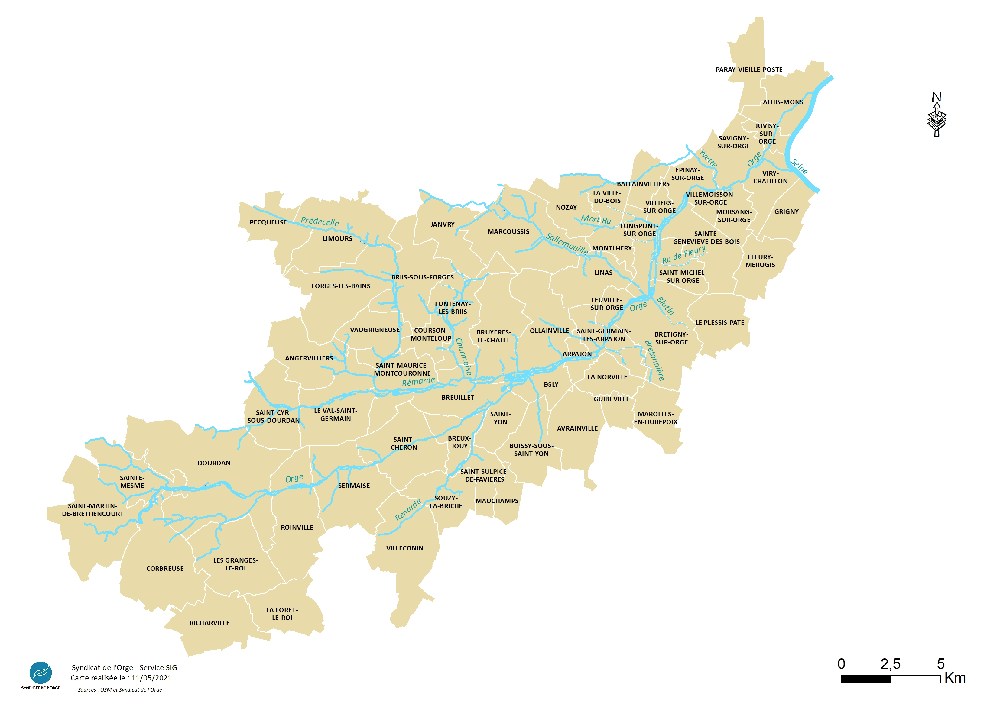 PARAY-VIEILLE-POSTE
N
ATHIS-MONS
JUVISY-
SUR-
ORGE
SAVIGNY-
SUR-ORGE
Yvette
Orge
Seine
EPINAY-
SUR-ORGE
VIRY-
CHATILLON
BALLAINVILLIERS
LA VILLE-
DU-BOIS
VILLEMOISSON-
SUR-ORGE
NOZAY
VILLIERS-
SUR-ORGE
MORSANG-
SUR-ORGE
GRIGNY
PECQUEUSE
Prédecelle
JANVRY
Mort Ru
LONGPONT-
SUR-ORGE
MARCOUSSIS
LIMOURS
SAINTE-
GENEVIEVE-DES-BOIS
Sallemouille
MONTLHERY
Ru de Fleury
FLEURY-
MEROGIS
BRIIS-SOUS-FORGES
LINAS
SAINT-MICHEL-
SUR-ORGE
FORGES-LES-BAINS
FONTENAY-
LES-BRIIS
LEUVILLE-
SUR-ORGE
Orge
Blutin
LE PLESSIS-PATE
VAUGRIGNEUSE
COURSON-
MONTELOUP
BRUYERES-
LE-CHATEL
OLLAINVILLE
SAINT-GERMAIN-
LES-ARPAJON
BRETIGNY-
SUR-ORGE
Charmoise
Bretonnière
ANGERVILLIERS
ARPAJON
SAINT-MAURICE-
MONTCOURONNE
LA NORVILLE
Rémarde
EGLY
BREUILLET
GUIBEVILLE
SAINT-CYR-
SOUS-DOURDAN
LE VAL-SAINT-
GERMAIN
SAINT-
YON
MAROLLES-
EN-HUREPOIX
AVRAINVILLE
SAINT-
CHERON
BREUX-
JOUY
BOISSY-SOUS-
SAINT-YON
DOURDAN
SAINTE-
MESME
Orge
SERMAISE
SAINT-SULPICE-
DE-FAVIERES
SAINT-MARTIN-
DE-BRETHENCOURT
SOUZY-
LA-BRICHE
MAUCHAMPS
Renarde
ROINVILLE
VILLECONIN
CORBREUSE
LES GRANGES-
LE-ROI
LA FORET-
LE-ROI
RICHARVILLE
- Syndicat de l'Orge - Service SIG
Carte réalisée le : 11/05/2021
SYNDICAT DE L'ORGE
Sources : OSM et Syndicat de l'Orge
0 2,5 5
Km